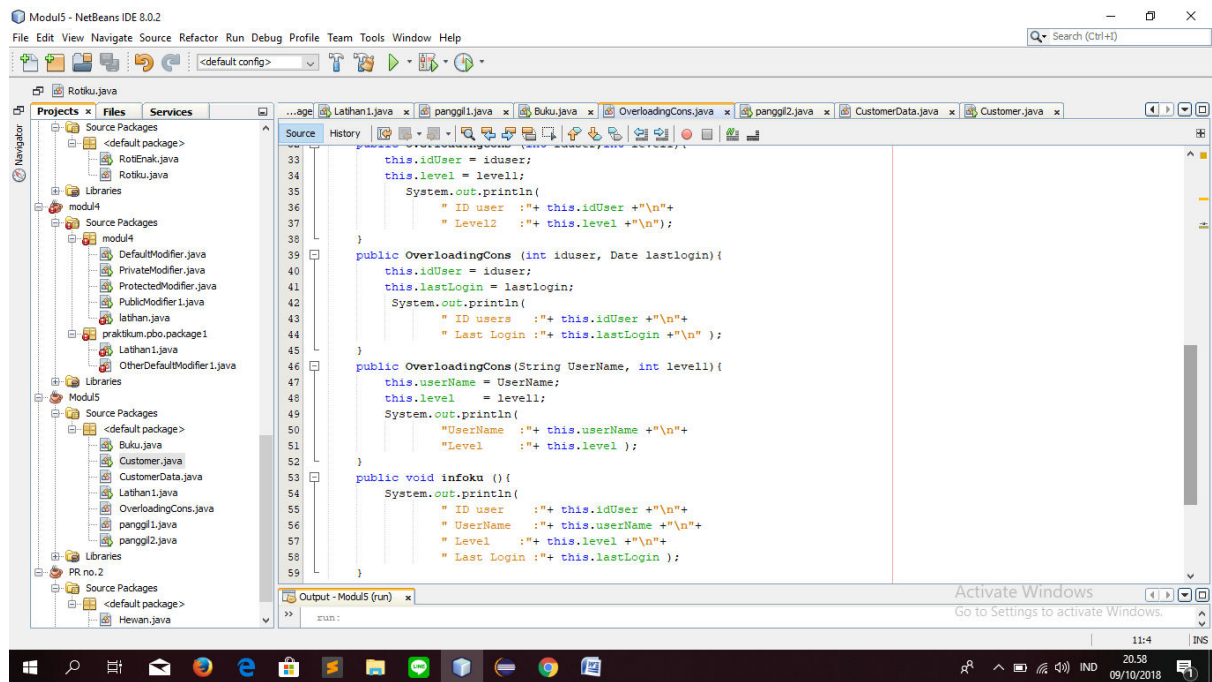 Modul5 - NetBeans IDE 8.0.2
File Edit View Navigate Source Refactor Run Debug Profile Team Tools Window Help
Search (Ctrl+I)
<default config>
Rotiku.java
Projects Files Services
...age Latihan1.java panggil1.java Buku.java OverloadingCons.java panggil2.java CustomerData.java Customer.java
Navigator
Source Packages
<default package>
RotiEnak.java
Rotiku.java
Libraries
modul4
Source Packages
modul4
DefaultModifier.java
PrivateModifier.java
ProtectedModifier.java
PublicModifier1.java
latihan.java
praktikum.pbo.package1
Latihan1.java
OtherDefaultModifier1.java
Libraries
Modul5
Source Packages
<default package>
Buku.java
Customer.java
CustomerData.java
Latihan1.java
OverloadingCons.java
panggil1.java
panggil2.java
Libraries
PR no.2
Source Packages
<default package>
Hewan.java
Source History
32 public OverloadingCons (int iduser,int level1){
33 this.idUser = iduser;
34 this.level = level1;
35 System.out.println(
36 " ID user  :"+ this.idUser +"\n"+
37 " Level2   :"+ this.level +"\n");
38 }
39 public OverloadingCons (int iduser, Date lastlogin){
40 this.idUser = iduser;
41 this.lastLogin = lastlogin;
42 System.out.println(
43 " ID users   :"+ this.idUser +"\n"+
44 " Last Login :"+ this.lastLogin +"\n" );
45 }
46 public OverloadingCons(String UserName, int level1){
47 this.userName = UserName;
48 this.level    = level1;
49 System.out.println(
50 "UserName  :"+ this.userName +"\n"+
51 "Level     :"+ this.level );
52 }
53 public void infoku (){
54 System.out.println(
55 " ID user    :"+ this.idUser +"\n"+
56 " UserName   :"+ this.userName +"\n"+
57 " Level    :"+ this.level +"\n"+
58 " Last Login :"+ this.lastLogin );
59 }
Output - Modul5 (run)
run:
Activate Windows
Go to Settings to activate Windows.
11:4 INS
IND
20.58
09/10/2018